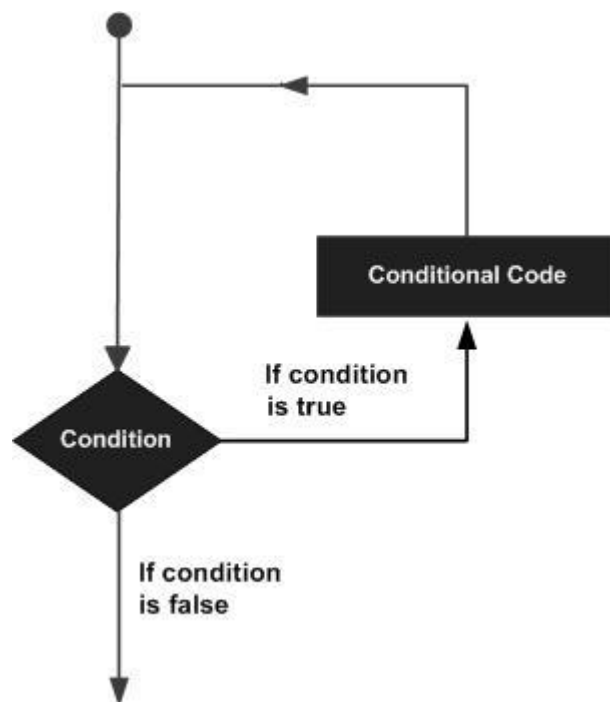 Conditional Code
If condition
is true
Condition
If condition
is false